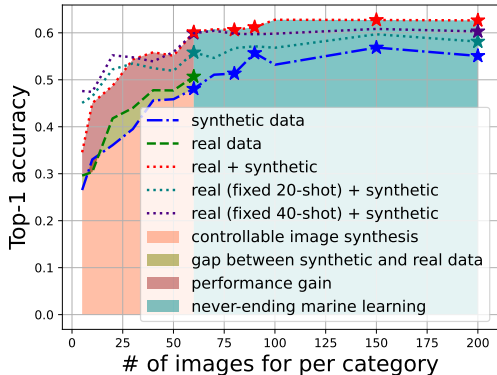 Top-1 accuracy
0.6
0.5
0.4
0.3
0.2
0.1
0.0
synthetic data
real data
real + synthetic
real (fixed 20-shot) + synthetic
real (fixed 40-shot) + synthetic
controllable image synthesis
gap between synthetic and real data
performance gain
never-ending marine learning
0 25 50 75 100 125 150 175 200
# of images for per category